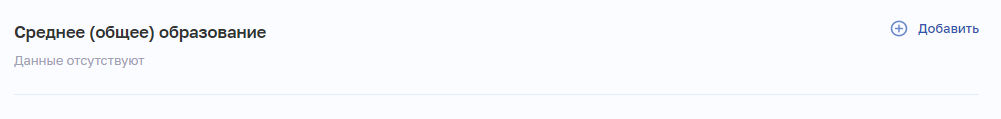 Среднее (общее) образование
Добавить
Данные отсутствуют